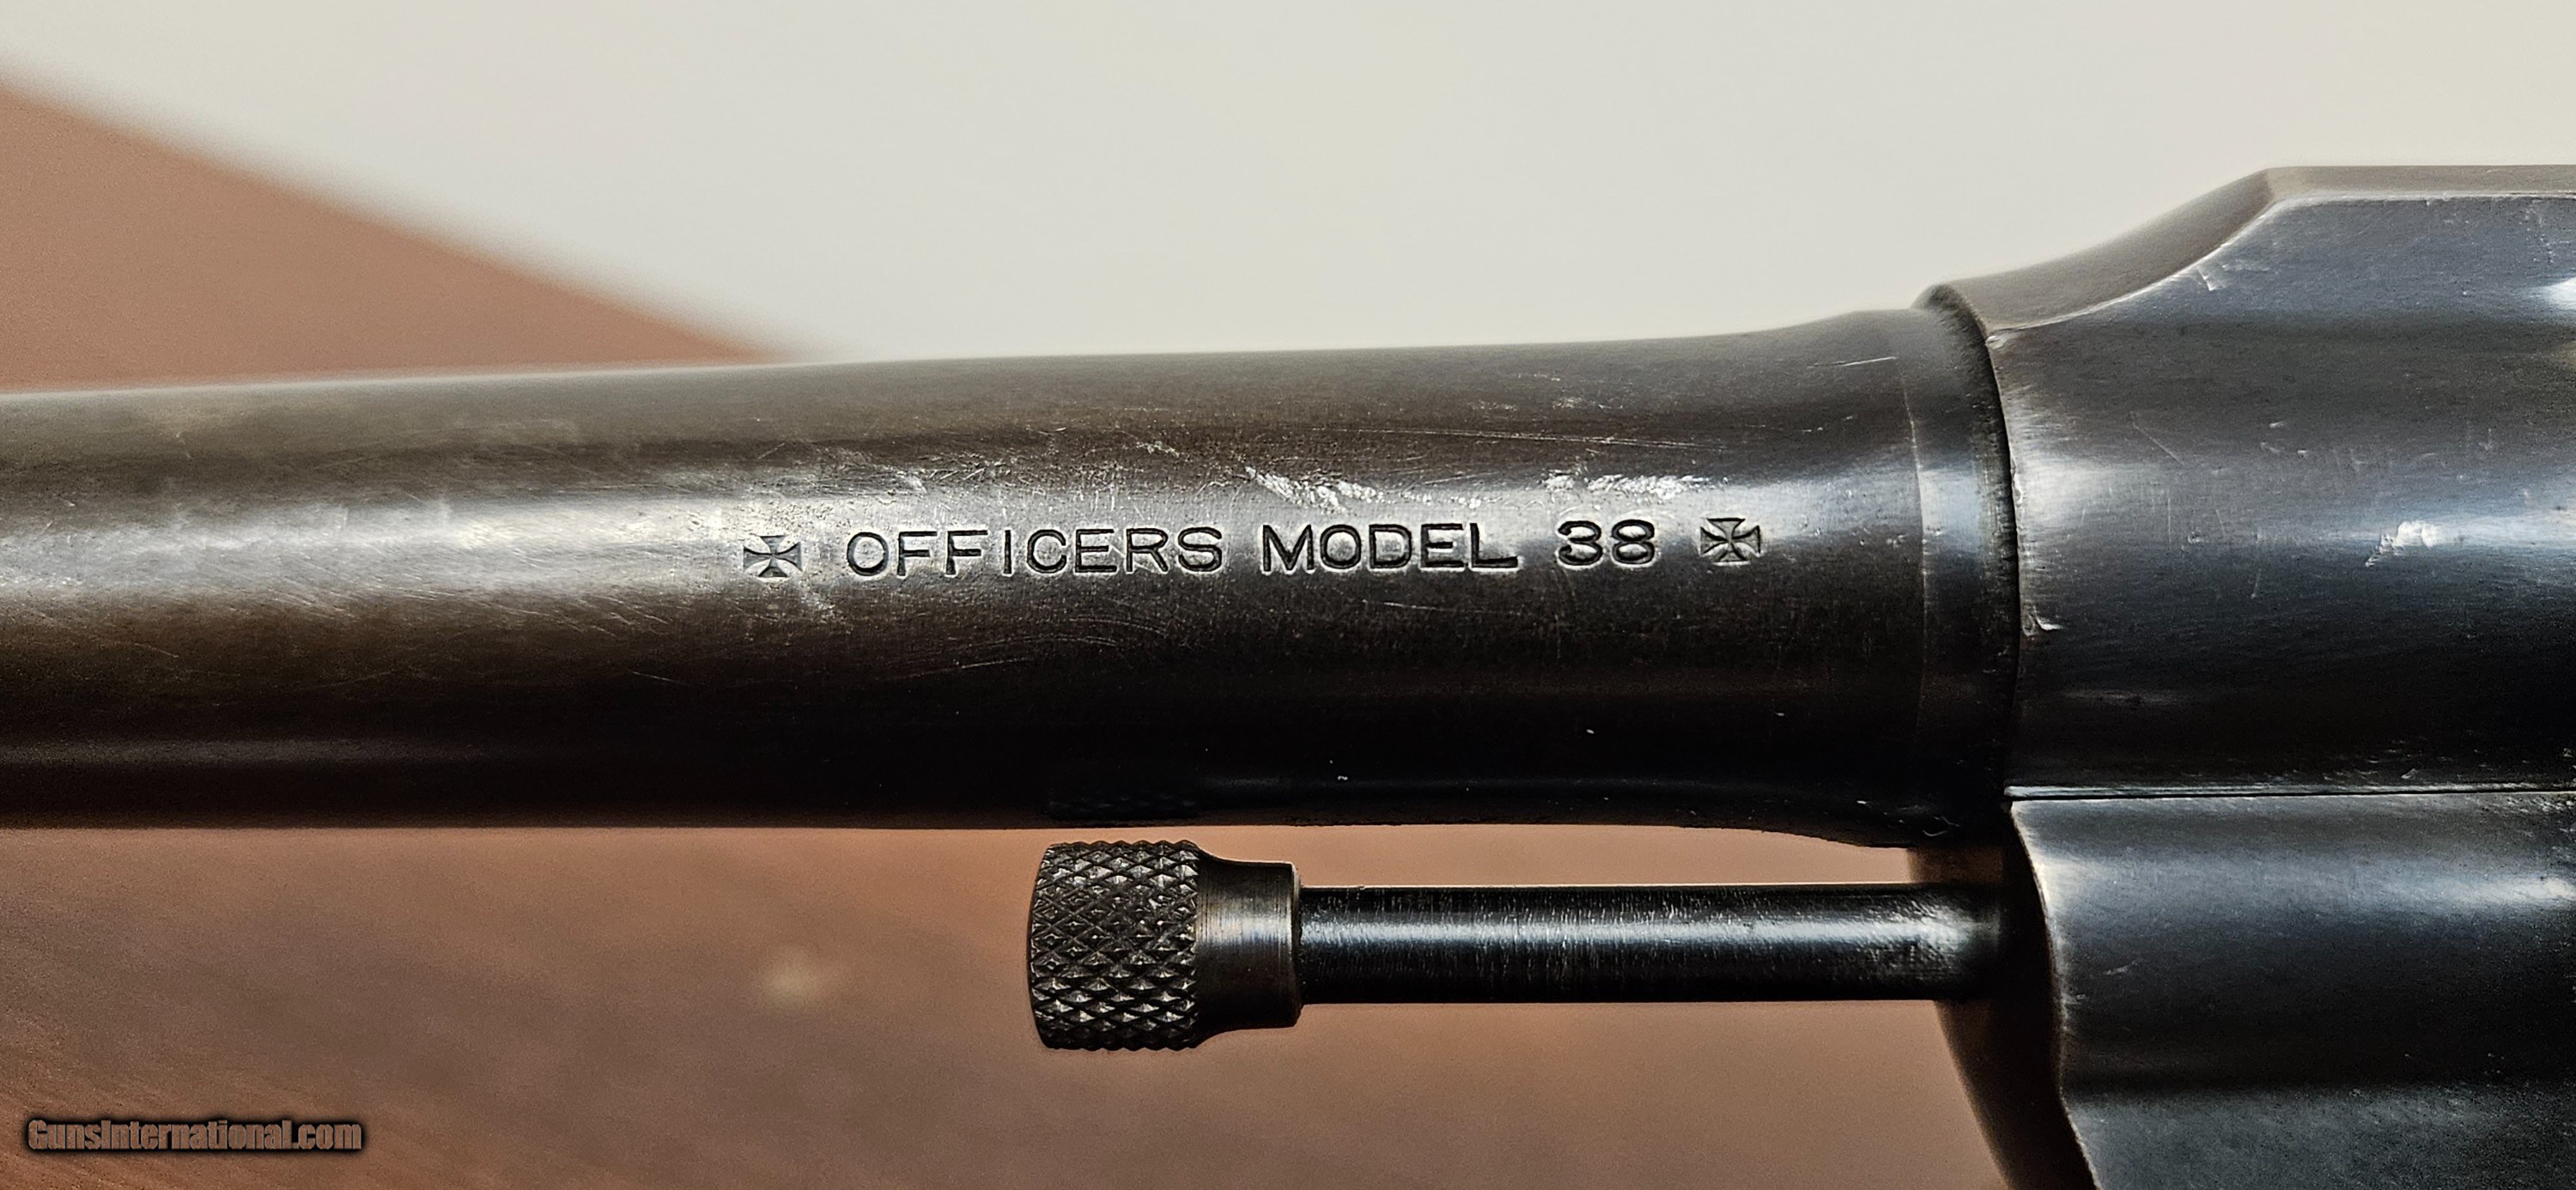 ✠ OFFICERS MODEL 38 ✠
GunsInternational.com